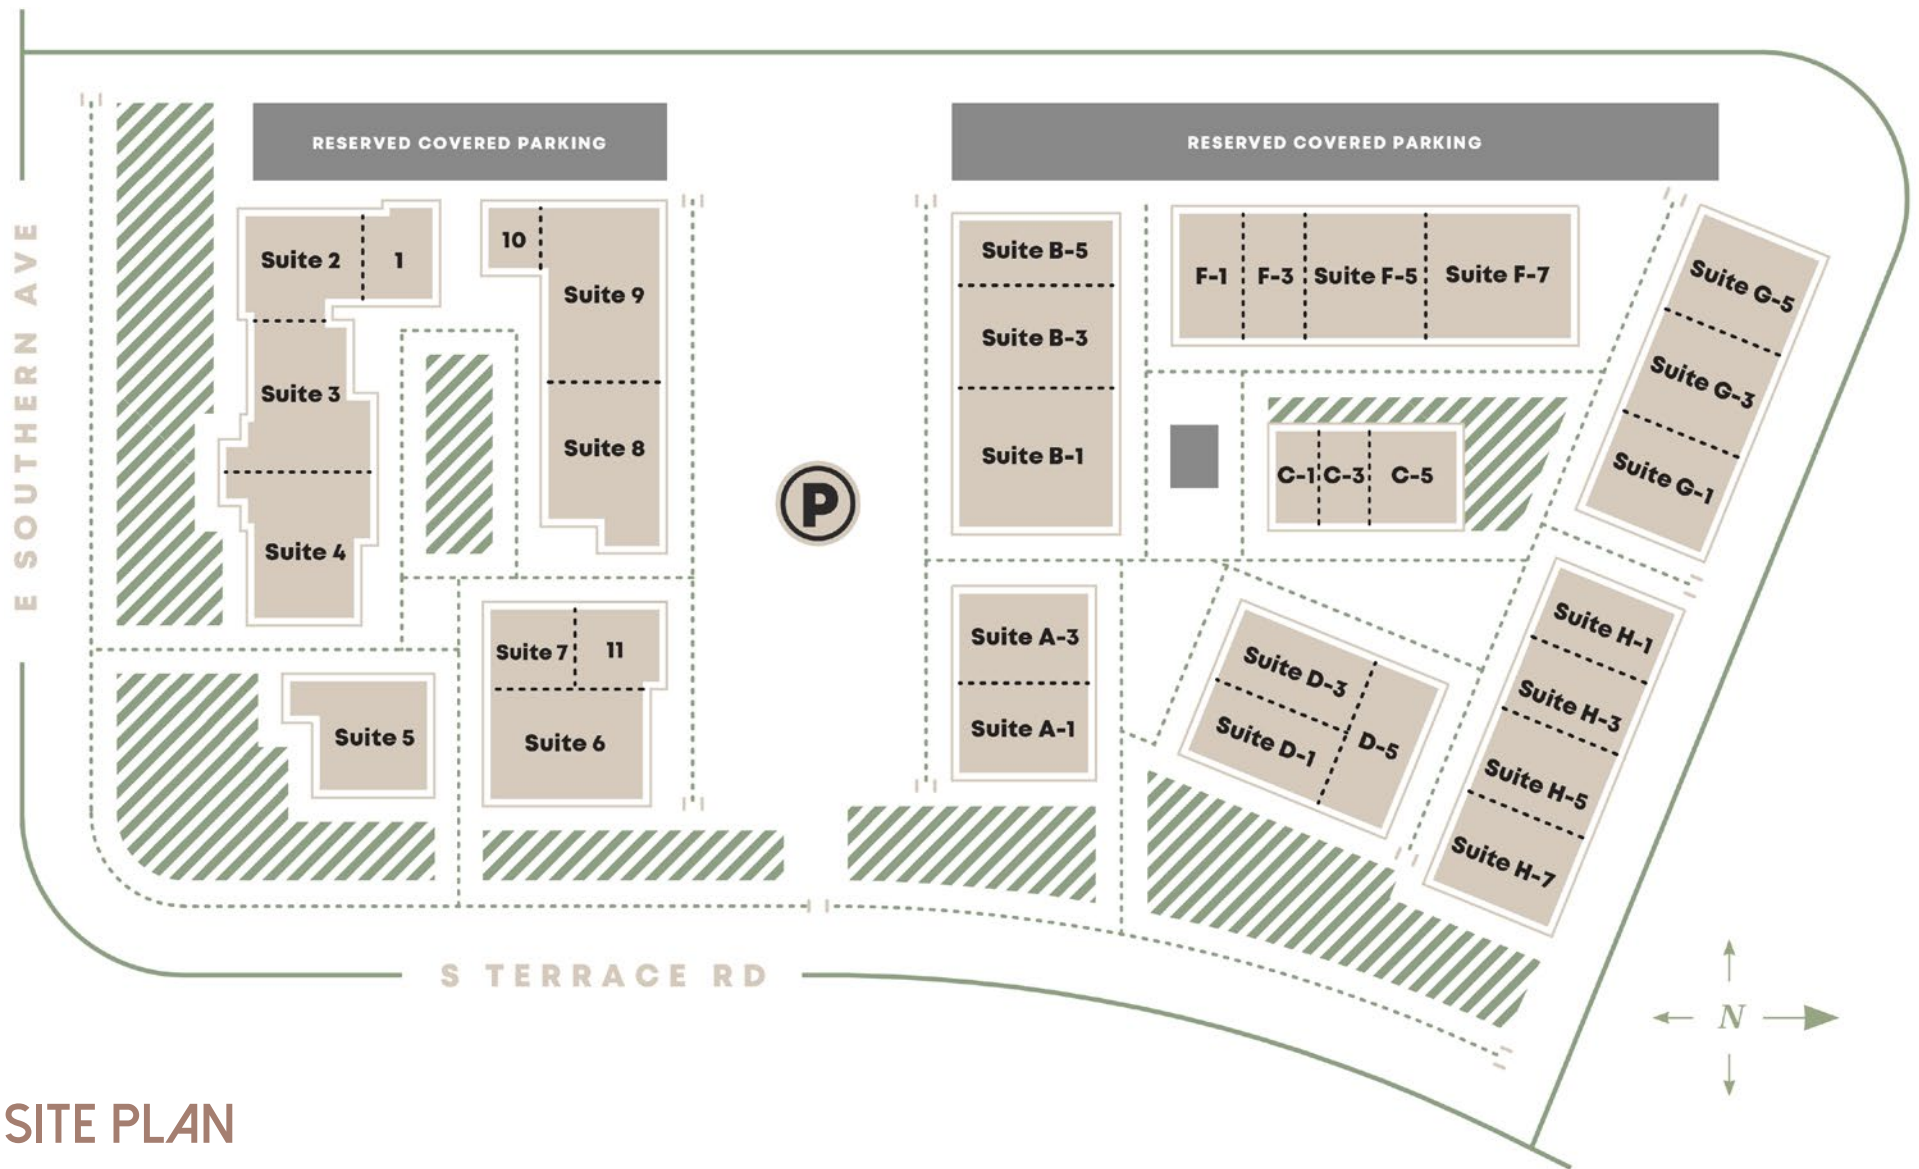 RESERVED COVERED PARKING
RESERVED COVERED PARKING
E SOUTHERN AVE
Suite 2
1
Suite 3
Suite 4
Suite 5
10
Suite 9
Suite 8
Suite 7
11
Suite 6
P
Suite B-5
Suite B-3
Suite B-1
Suite A-3
Suite A-1
F-1
F-3
Suite F-5
Suite F-7
C-1
C-3
C-5
Suite D-3
Suite D-1
D-5
Suite G-5
Suite G-3
Suite G-1
Suite H-1
Suite H-3
Suite H-5
Suite H-7
S TERRACE RD
N
SITE PLAN